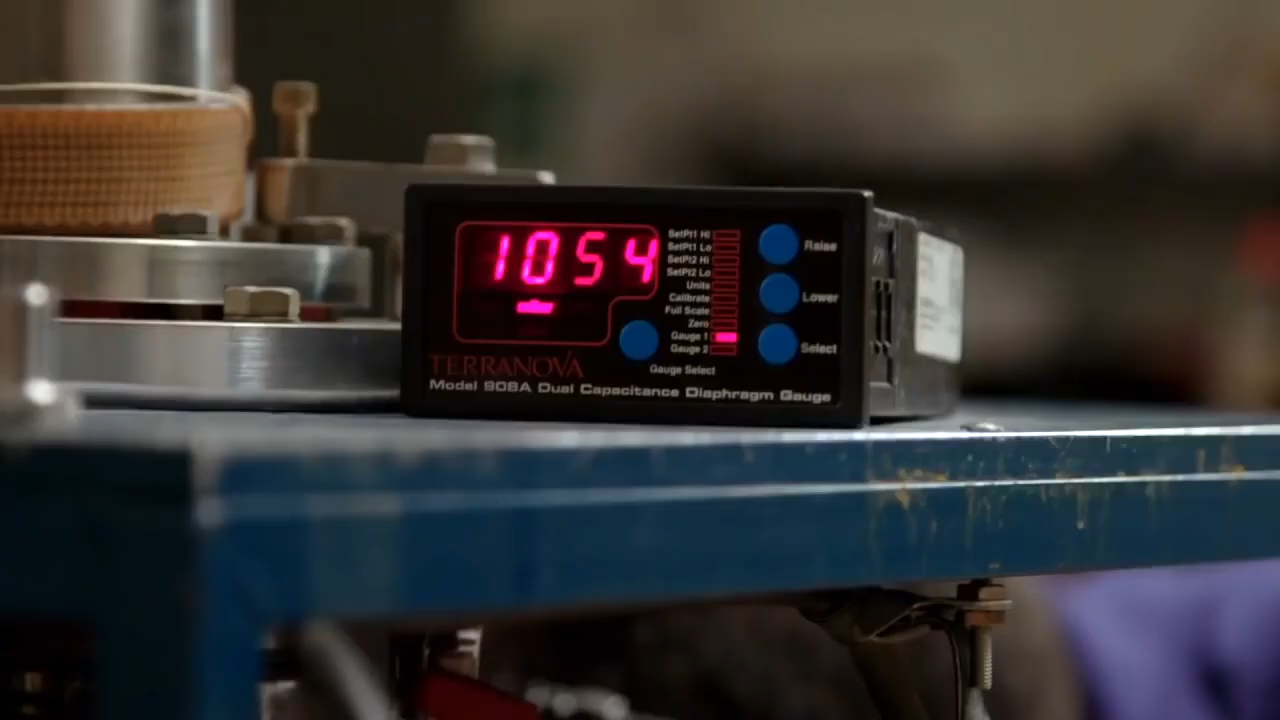 1054
SetPt1 Hi
SetPt1 Lo
SetPt2 Hi
SetPt2 Lo
Units
Calibrate
Full Scale
Zero
Gauge 1
Gauge 2
Raise
Lower
Select
Gauge Select
TERRANOVA
Model 908A Dual Capacitance Diaphragm Gauge